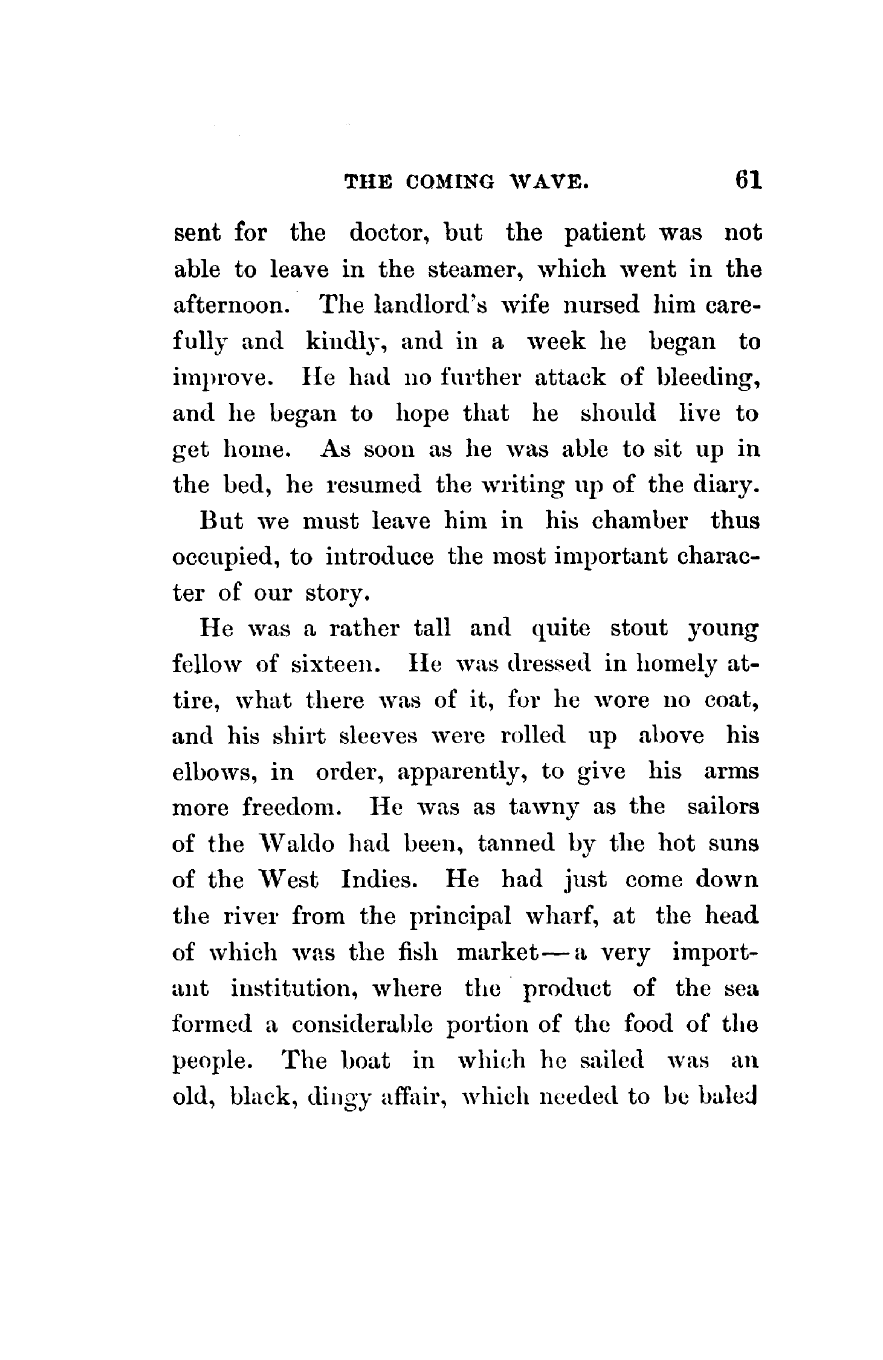 THE COMING WAVE. 61
sent for the doctor, but the patient was not
able to leave in the steamer, which went in the
afternoon. The landlord's wife nursed him care-
fully and kindly, and in a week he began to
improve. He had no further attack of bleeding,
and he began to hope that he should live to
get home. As soon as he was able to sit up in
the bed, he resumed the writing up of the diary.
But we must leave him in his chamber thus
occupied, to introduce the most important charac-
ter of our story.
He was a rather tall and quite stout young
fellow of sixteen. He was dressed in homely at-
tire, what there was of it, for he wore no coat,
and his shirt sleeves were rolled up above his
elbows, in order, apparently, to give his arms
more freedom. He was as tawny as the sailors
of the Waldo had been, tanned by the hot suns
of the West Indies. He had just come down
the river from the principal wharf, at the head
of which was the fish market—a very import-
ant institution, where the product of the sea
formed a considerable portion of the food of the
people. The boat in which he sailed was an
old, black, dingy affair, which needed to be baled